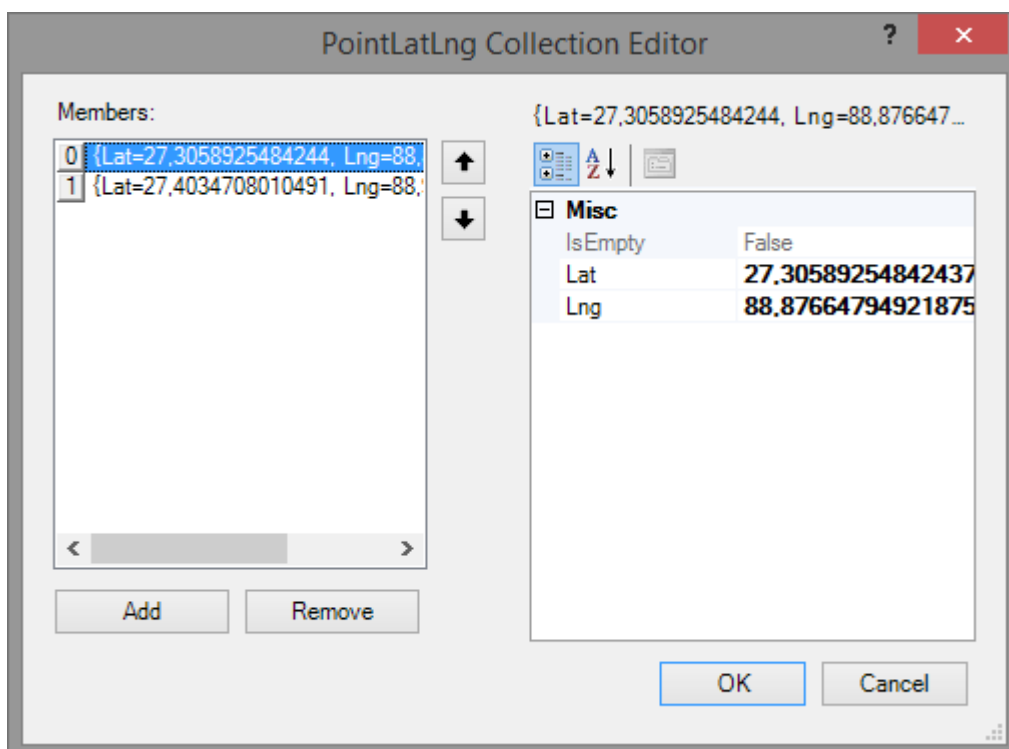 PointLatLng Collection Editor
?
Members:
{Lat=27,3058925484244, Lng=88,876647...
0 {Lat=27,3058925484244, Lng=88,
1 {Lat=27,4034708010491, Lng=88,
Misc
IsEmpty False
Lat 27,30589254842437
Lng 88,87664794921875
Add Remove
OK Cancel